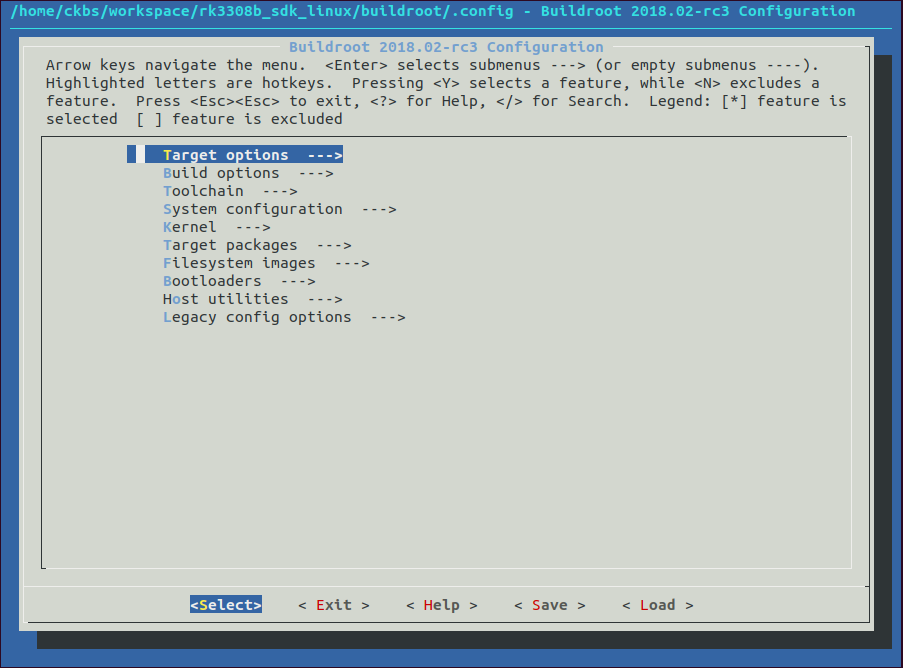 /home/ckbs/workspace/rk3308b_sdk_linux/buildroot/.config - Buildroot 2018.02-rc3 Configuration
Buildroot 2018.02-rc3 Configuration
Arrow keys navigate the menu.  <Enter> selects submenus ---> (or empty submenus ----).
Highlighted letters are hotkeys.  Pressing <Y> selects a feature, while <N> excludes a
feature.  Press <Esc><Esc> to exit, <?> for Help, </> for Search.  Legend: [*] feature is
selected  [ ] feature is excluded
Target options  --->
Build options  --->
Toolchain  --->
System configuration  --->
Kernel  --->
Target packages  --->
Filesystem images  --->
Bootloaders  --->
Host utilities  --->
Legacy config options  --->
<Select>    < Exit >    < Help >    < Save >    < Load >